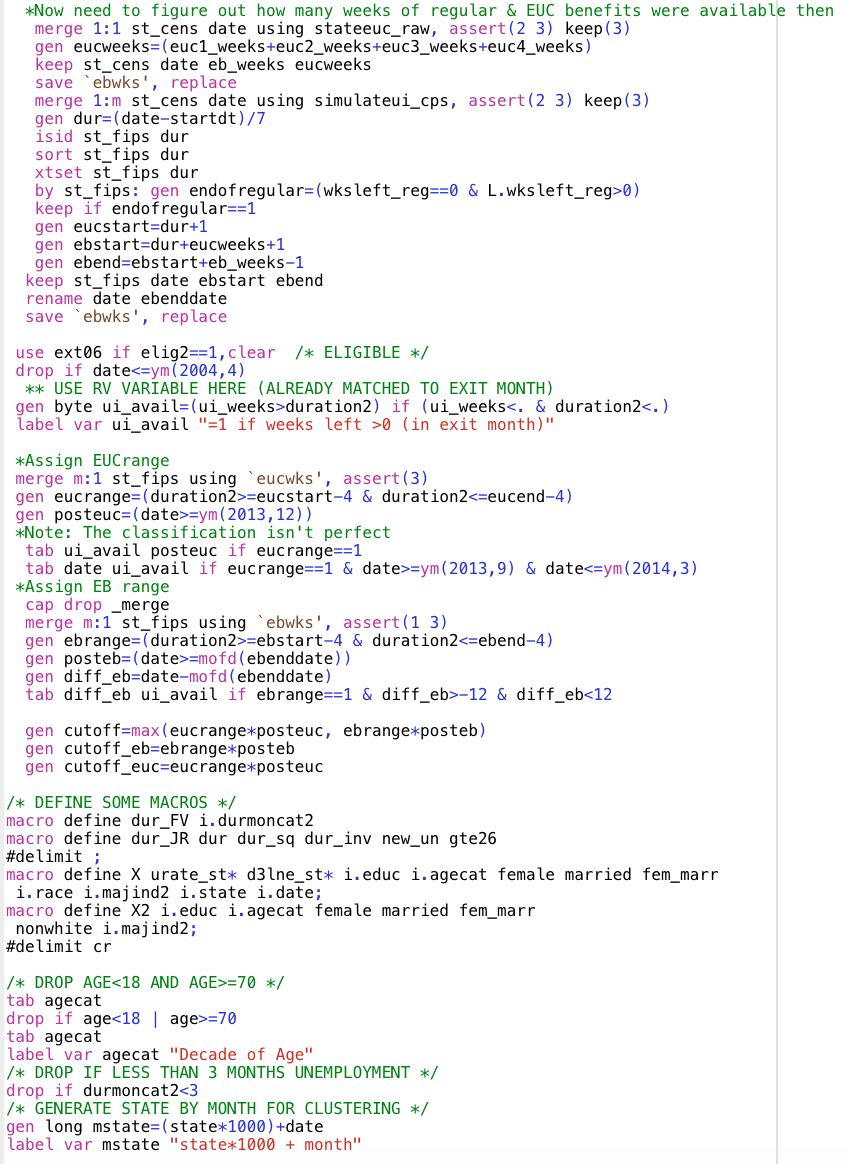 *Now need to figure out how many weeks of regular & EUC benefits were available then
merge 1:1 st_cens date using stateeuc_raw, assert(2 3) keep(3)
gen eucweeks=(euc1_weeks+euc2_weeks+euc3_weeks+euc4_weeks)
keep st_cens date eb_weeks eucweeks
save `ebwks', replace
merge 1:m st_cens date using simulateui_cps, assert(2 3) keep(3)
gen dur=(date-startdt)/7
isid st_fips dur
sort st_fips dur
xtset st_fips dur
by st_fips: gen endofregular=(wksleft_reg==0 & L.wksleft_reg>0)
keep if endofregular==1
gen eucstart=dur+1
gen ebstart=dur+eucweeks+1
gen ebend=ebstart+eb_weeks-1
keep st_fips date ebstart ebend
rename date ebenddate
save `ebwks', replace
use ext06 if elig2==1,clear  /* ELIGIBLE */
drop if date<=ym(2004,4)
** USE RV VARIABLE HERE (ALREADY MATCHED TO EXIT MONTH)
gen byte ui_avail=(ui_weeks>duration2) if (ui_weeks<. & duration2<.)
label var ui_avail "=1 if weeks left >0 (in exit month)"
*Assign EUCrange
merge m:1 st_fips using `eucwks', assert(3)
gen eucrange=(duration2>=eucstart-4 & duration2<=eucend-4)
gen posteuc=(date>=ym(2013,12))
*Note: The classification isn't perfect
tab ui_avail posteuc if eucrange==1
tab date ui_avail if eucrange==1 & date>=ym(2013,9) & date<=ym(2014,3)
*Assign EB range
cap drop _merge
merge m:1 st_fips using `ebwks', assert(1 3)
gen ebrange=(duration2>=ebstart-4 & duration2<=ebend-4)
gen posteb=(date>=mofd(ebenddate))
gen diff_eb=date-mofd(ebenddate)
tab diff_eb ui_avail if ebrange==1 & diff_eb>-12 & diff_eb<12
gen cutoff=max(eucrange*posteuc, ebrange*posteb)
gen cutoff_eb=ebrange*posteb
gen cutoff_euc=eucrange*posteuc
/* DEFINE SOME MACROS */
macro define dur_FV i.durmoncat2
macro define dur_JR dur dur_sq dur_inv new_un gte26
#delimit ;
macro define X urate_st* d3lne_st* i.educ i.agecat female married fem_marr
i.race i.majind2 i.state i.date;
macro define X2 i.educ i.agecat female married fem_marr
nonwhite i.majind2;
#delimit cr
/* DROP AGE<18 AND AGE>=70 */
tab agecat
drop if age<18 | age>=70
tab agecat
label var agecat "Decade of Age"
/* DROP IF LESS THAN 3 MONTHS UNEMPLOYMENT */
drop if durmoncat2<3
/* GENERATE STATE BY MONTH FOR CLUSTERING */
gen long mstate=(state*1000)+date
label var mstate "state*1000 + month"